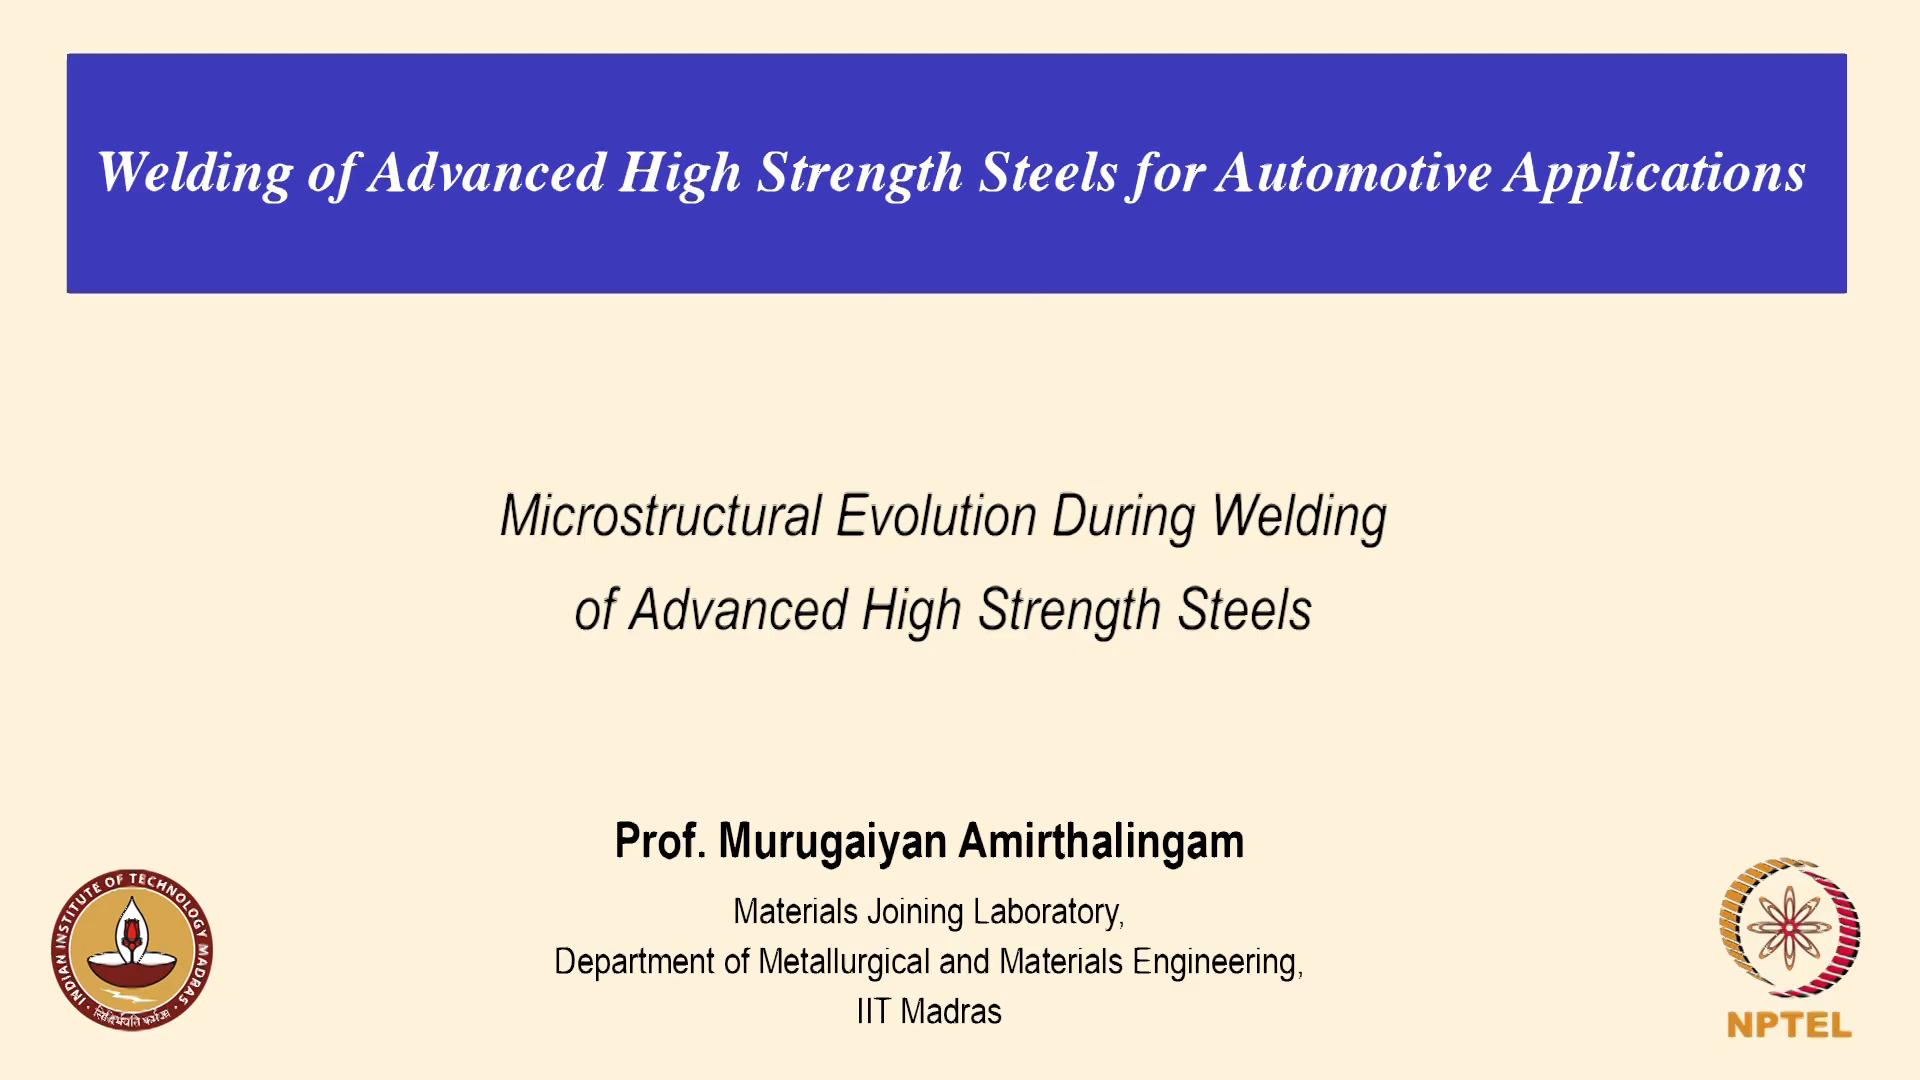 Welding of Advanced High Strength Steels for Automotive Applications
Microstructural Evolution During Welding
of Advanced High Strength Steels
Prof. Murugaiyan Amirthalingam
Materials Joining Laboratory,
Department of Metallurgical and Materials Engineering,
IIT Madras
INDIAN INSTITUTE OF TECHNOLOGY MADRAS
NPTEL